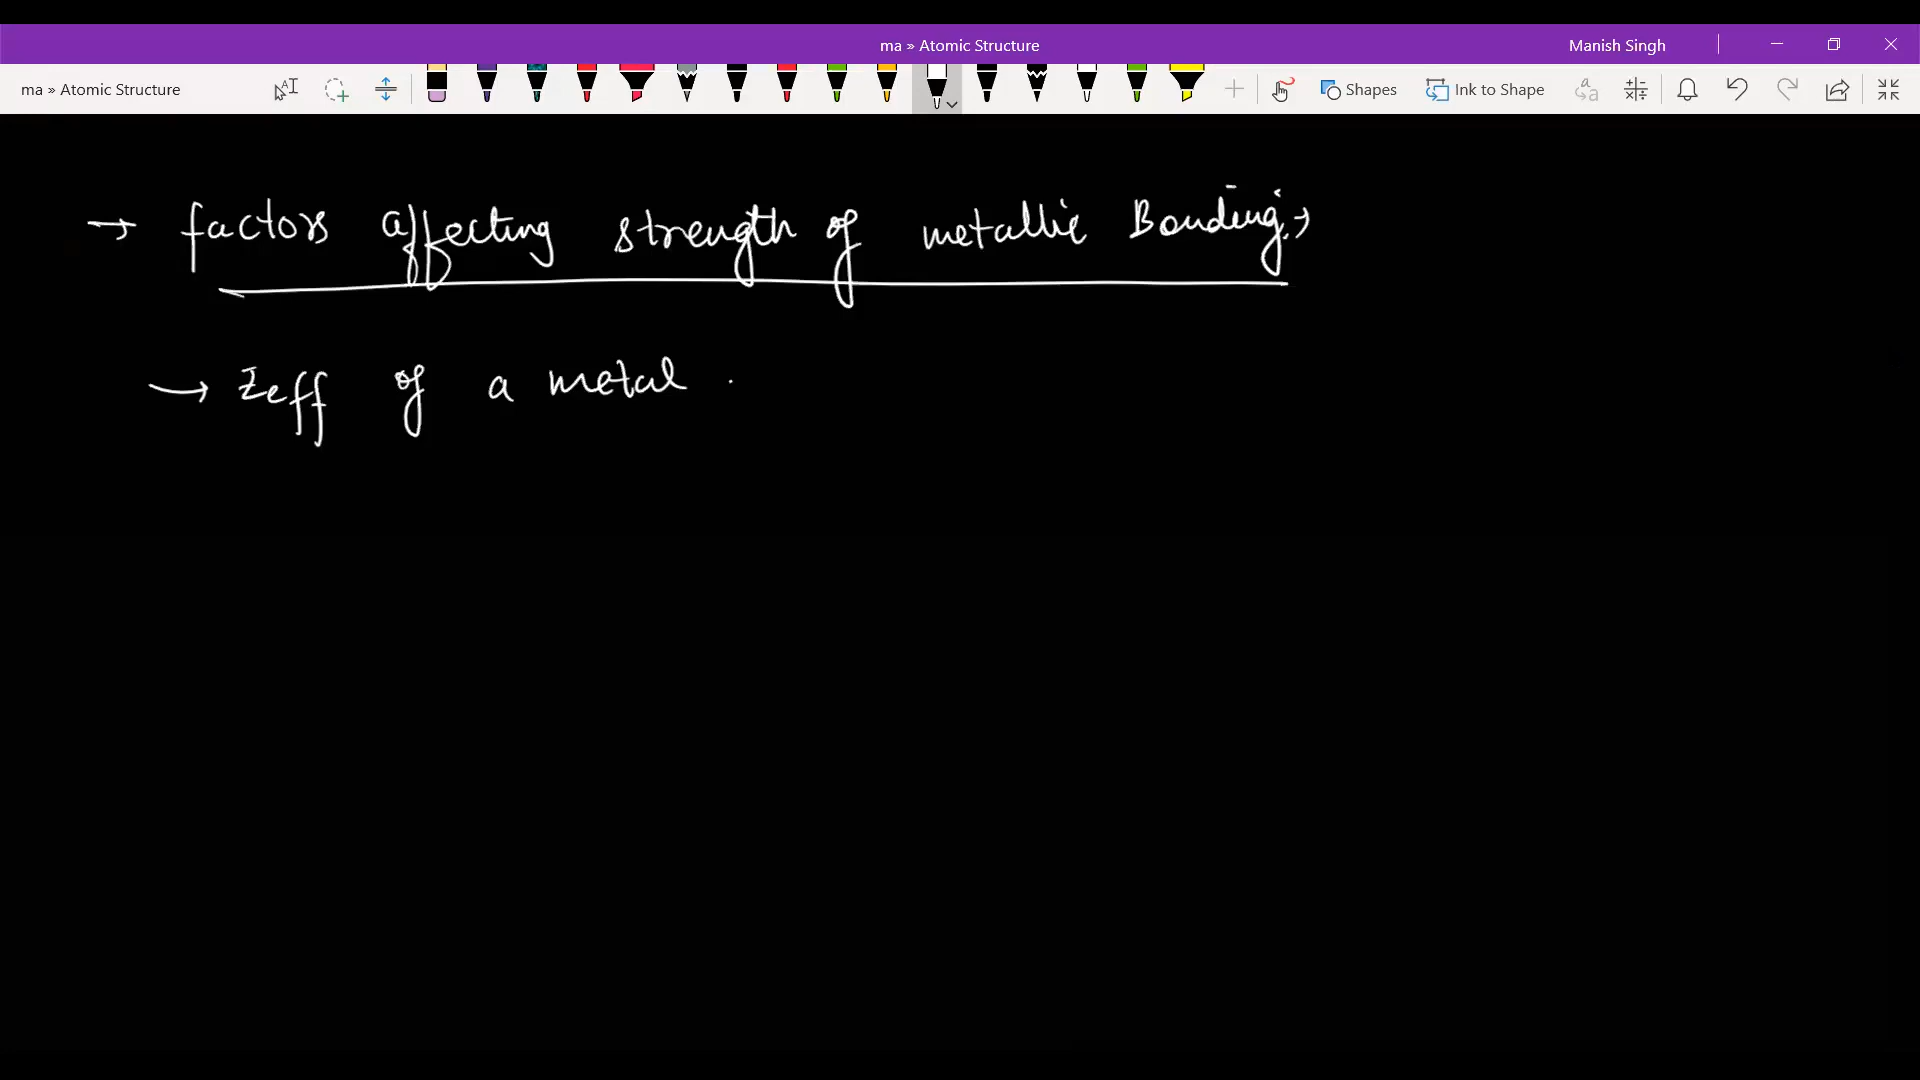 ma » Atomic Structure
Manish Singh
ma » Atomic Structure
Shapes
Ink to Shape
→ factors affecting strength of metallic Bonding →
→ Zeff of a metal .